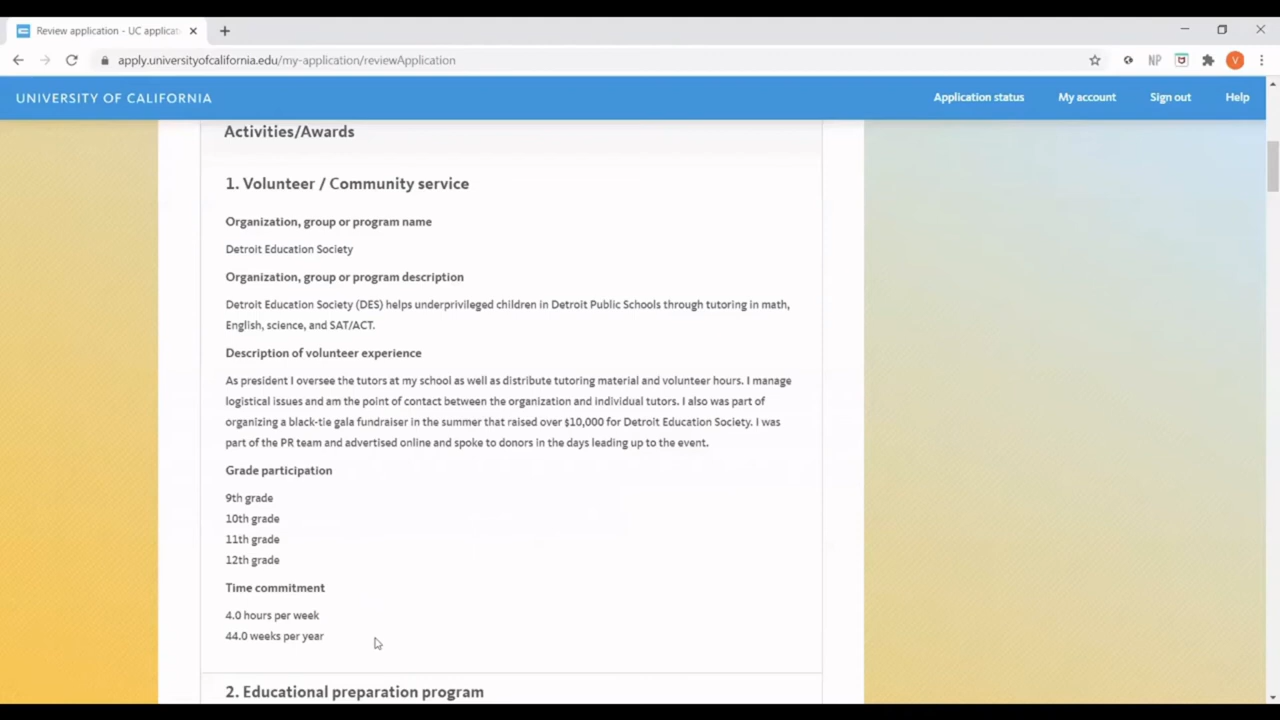 Review application - UC applicat
apply.universityofcalifornia.edu/my-application/reviewApplication
NP
V
UNIVERSITY OF CALIFORNIA
Application status
My account
Sign out
Help
Activities/Awards
1. Volunteer / Community service
Organization, group or program name
Detroit Education Society
Organization, group or program description
Detroit Education Society (DES) helps underprivileged children in Detroit Public Schools through tutoring in math,
English, science, and SAT/ACT.
Description of volunteer experience
As president I oversee the tutors at my school as well as distribute tutoring material and volunteer hours. I manage
logistical issues and am the point of contact between the organization and individual tutors. I also was part of
organizing a black-tie gala fundraiser in the summer that raised over $10,000 for Detroit Education Society. I was
part of the PR team and advertised online and spoke to donors in the days leading up to the event.
Grade participation
9th grade
10th grade
11th grade
12th grade
Time commitment
4.0 hours per week
44.0 weeks per year
2. Educational preparation program